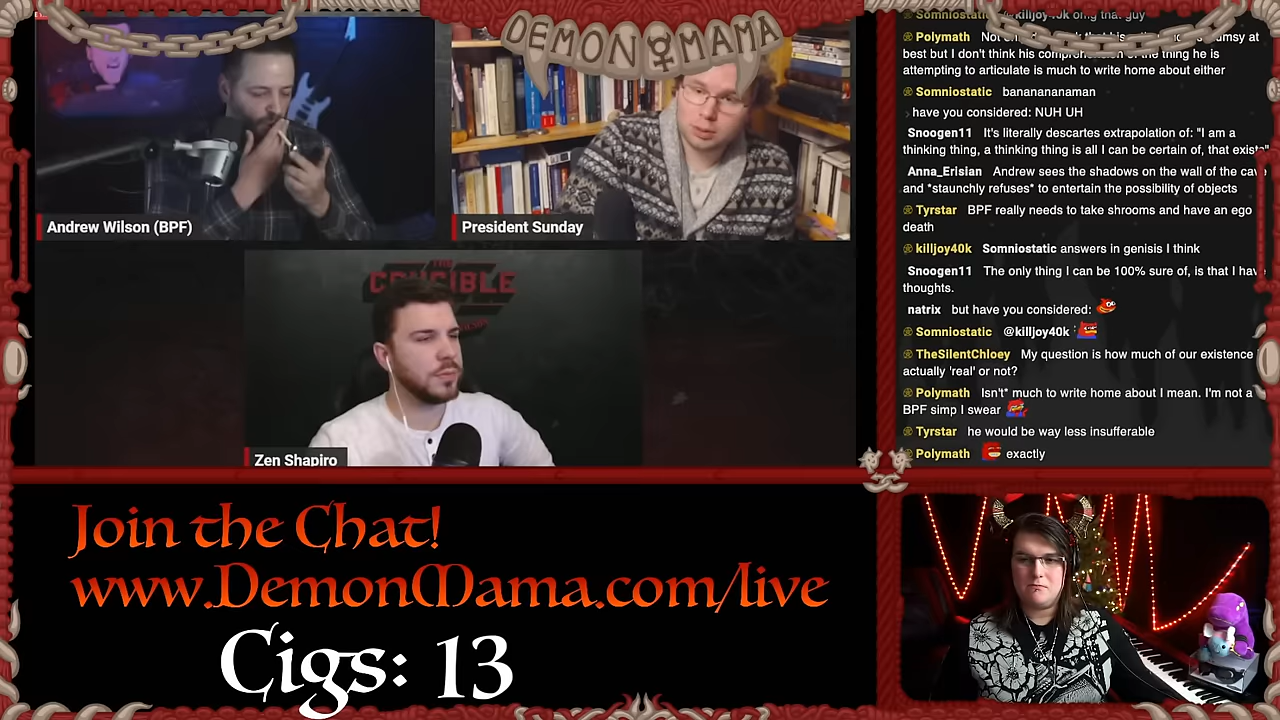 DEMON MAMA
Andrew Wilson (BPF)
President Sunday
THE
CRUCIBLE
Zen Shapiro
Somniostatic @killjoy40k omg that guy
Polymath Not
best but I don't think his the thing he is
attempting to articulate is much to write home about either
Somniostatic banananananaman
have you considered: NUH UH
Snoogen11 It's literally descartes extrapolation of: "I am a
thinking thing, a thinking thing is all I can be certain of, that exists"
Anna_Erisian Andrew sees the shadows on the wall of the cave
and *staunchly refuses* to entertain the possibility of objects
Tyrstar BPF really needs to take shrooms and have an ego
death
killjoy40k Somniostatic answers in genisis I think
Snoogen11 The only thing I can be 100% sure of, is that I have
thoughts.
natrix but have you considered:
Somniostatic @killjoy40k
TheSilentChloey My question is how much of our existence
actually 'real' or not?
Polymath Isn't* much to write home about I mean. I'm not a
BPF simp I swear
Tyrstar he would be way less insufferable
Polymath exactly
Join the Chat!
www.DemonMama.com/live
Cigs: 13